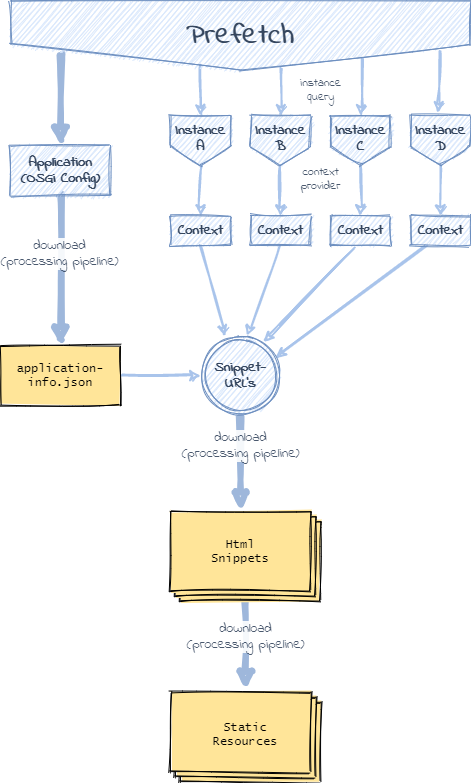 Prefetch
instance
query
Instance
A
Instance
B
Instance
C
Instance
D
Application
(OSGi Config)
context
provider
Context
Context
Context
Context
download
(processing pipeline)
application-
info.json
Snippet-
URL's
download
(processing pipeline)
Html
Snippets
download
(processing pipeline)
Static
Resources